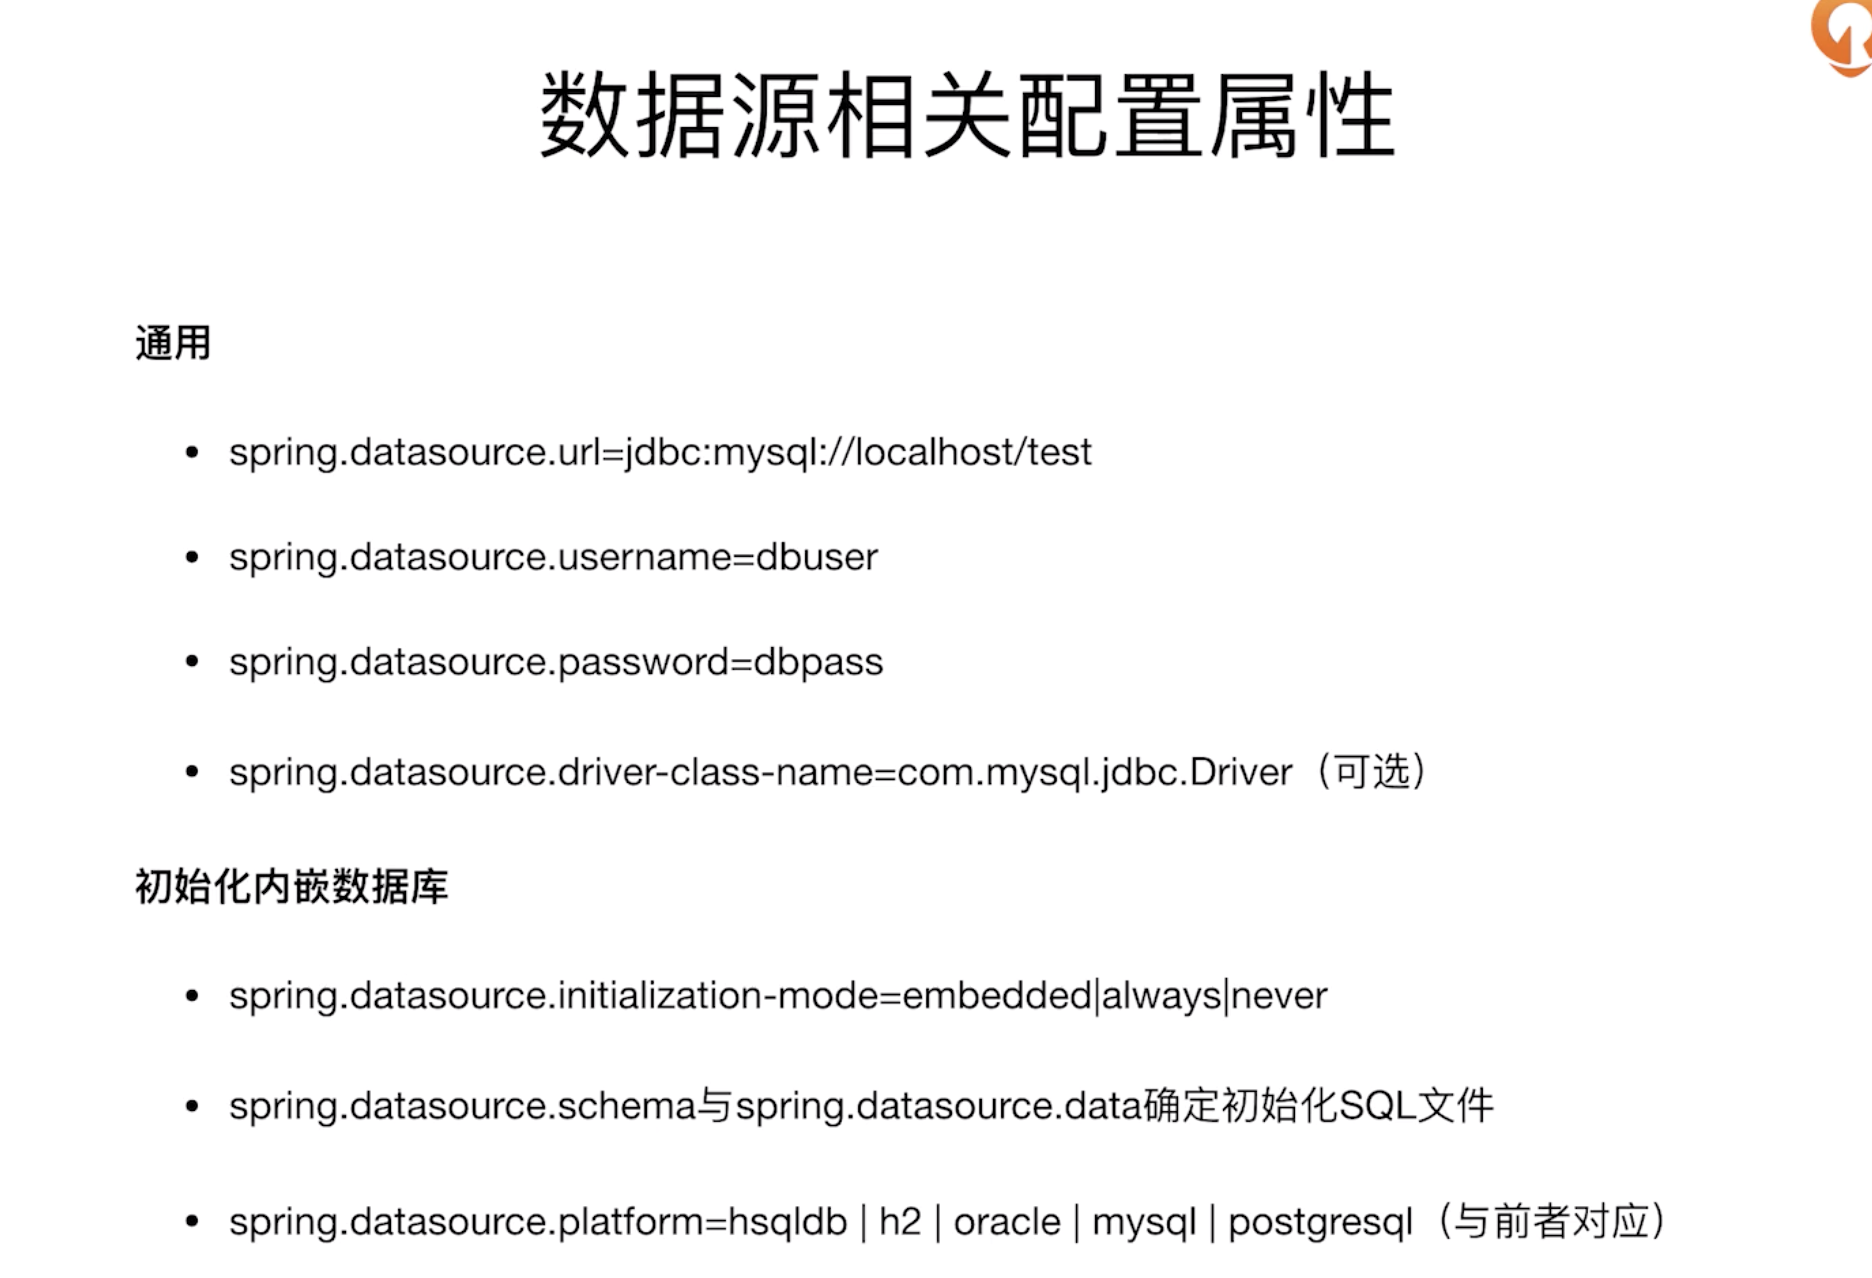 数据源相关配置属性
通用
• spring.datasource.url=jdbc:mysql://localhost/test
• spring.datasource.username=dbuser
• spring.datasource.password=dbpass
• spring.datasource.driver-class-name=com.mysql.jdbc.Driver（可选）
初始化内嵌数据库
• spring.datasource.initialization-mode=embedded|always|never
• spring.datasource.schema与spring.datasource.data确定初始化SQL文件
• spring.datasource.platform=hsqldb | h2 | oracle | mysql | postgresql（与前者对应）